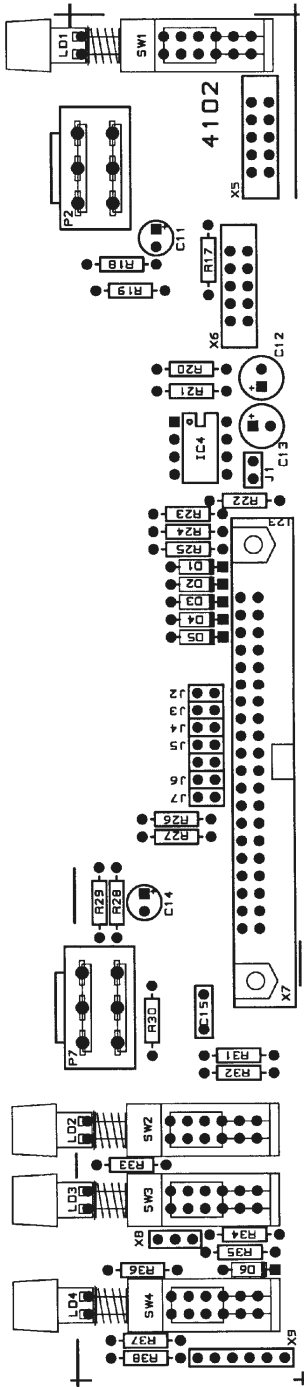 LD1
SW1
4102
X5
P2
C11
R18
R19
R17
X6
R20
R21
C12
IC4
C13
J1
R22
R23
R24
R25
D1
D2
D3
D4
D5
J2
J3
J4
J5
J6
J7
R26
R27
R29
R28
C14
X7
P7
R30
C15
R31
R32
LD2
SW2
R33
LD3
SW3
X8
R34
R35
R36
D6
LD4
SW4
R37
R38
X9